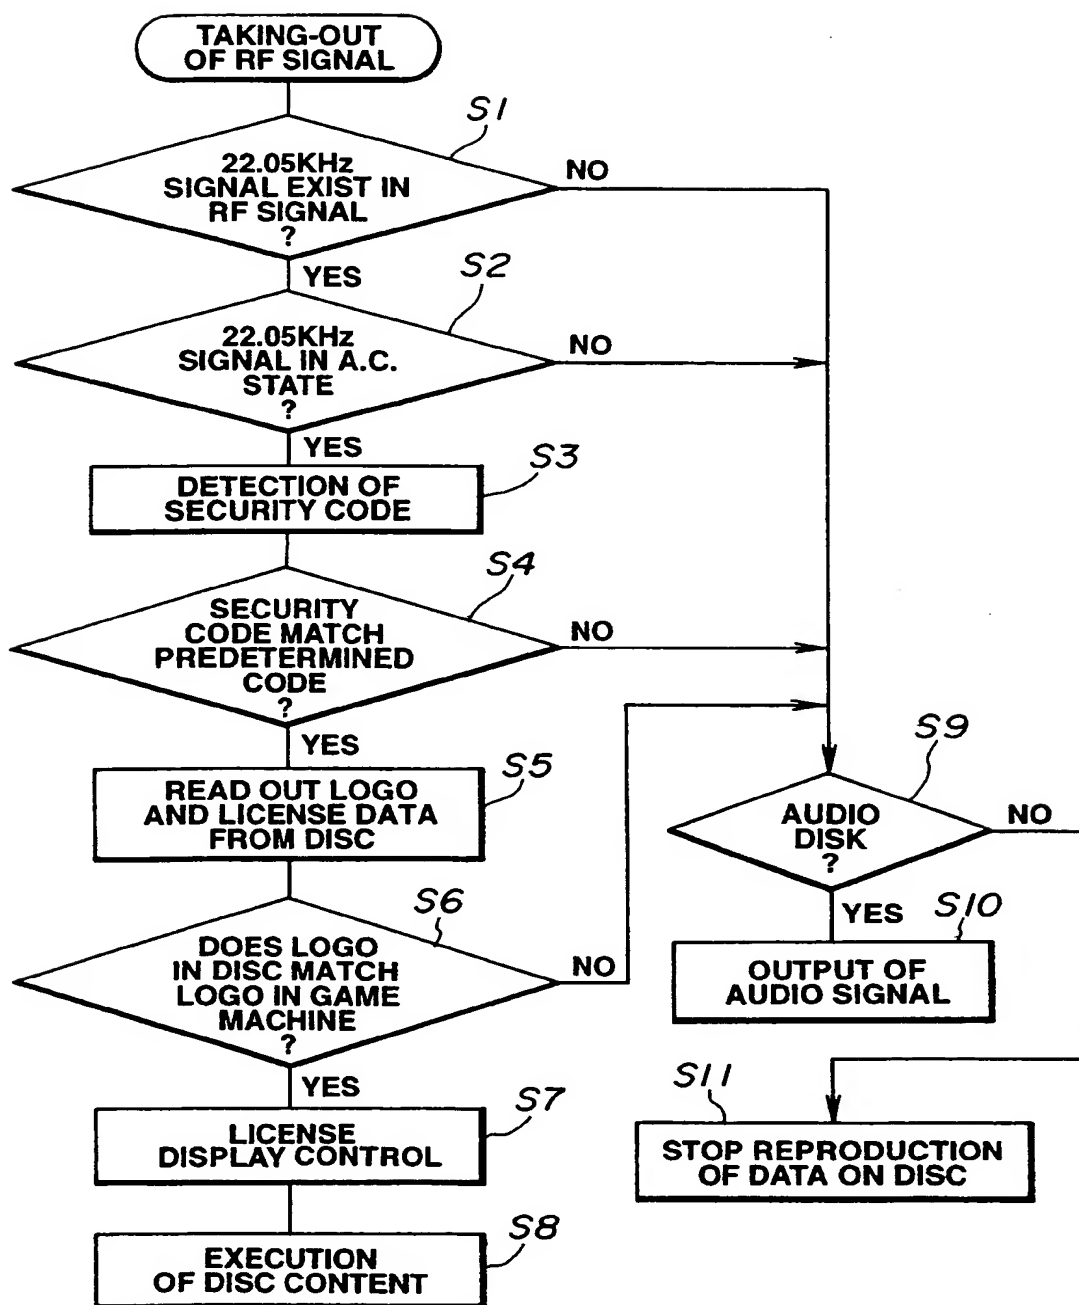 TAKING-OUT
OF RF SIGNAL
S1
22.05KHz
SIGNAL EXIST IN
RF SIGNAL
?
NO
YES
S2
22.05KHz
SIGNAL IN A.C.
STATE
?
NO
YES
S3
DETECTION OF
SECURITY CODE
S4
SECURITY
CODE MATCH
PREDETERMINED
CODE
?
NO
YES
S5
READ OUT LOGO
AND LICENSE DATA
FROM DISC
S6
DOES LOGO
IN DISC MATCH
LOGO IN GAME
MACHINE
?
NO
YES
S7
LICENSE
DISPLAY CONTROL
S8
EXECUTION
OF DISC CONTENT
S9
AUDIO
DISK
?
NO
YES
S10
OUTPUT OF
AUDIO SIGNAL
S11
STOP REPRODUCTION
OF DATA ON DISC